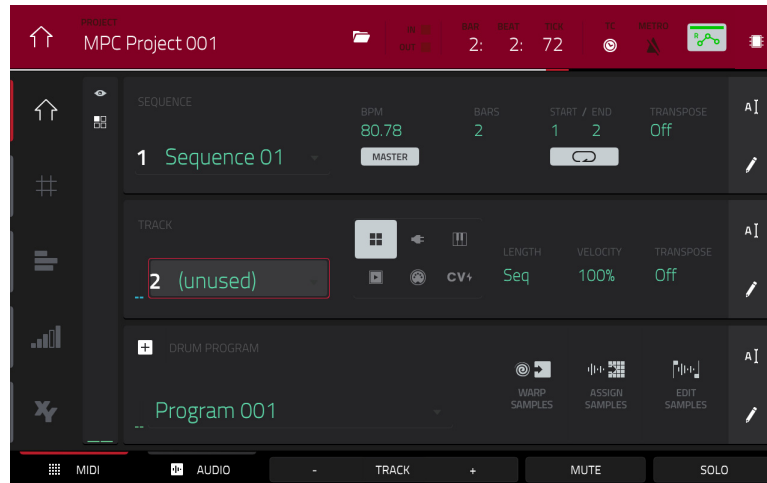 PROJECT
MPC Project 001
IN
OUT
BAR BEAT TICK
2: 2: 72
TC
METRO
SEQUENCE
1 Sequence 01
BPM
80.78
MASTER
BARS
2
START / END
1 2
TRANSPOSE
Off
TRACK
2 (unused)
CV
LENGTH
Seq
VELOCITY
100%
TRANSPOSE
Off
DRUM PROGRAM
Program 001
WARP
SAMPLES
ASSIGN
SAMPLES
EDIT
SAMPLES
XY
MIDI
AUDIO
- TRACK +
MUTE
SOLO